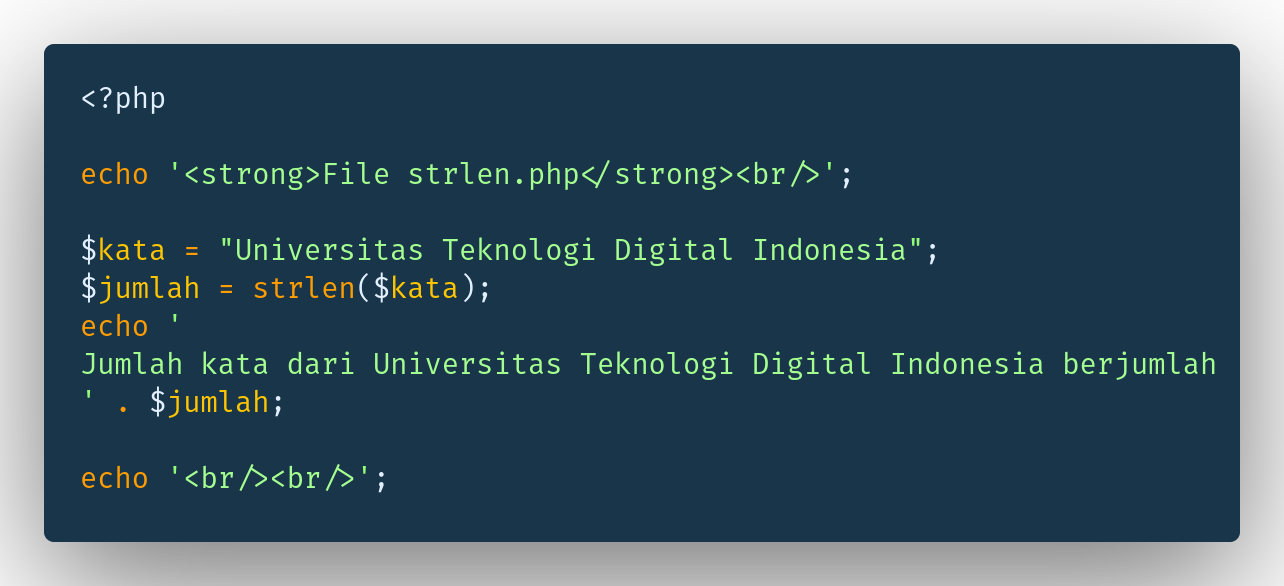 <?php
echo '<strong>File strlen.php</strong><br/>';
$kata = "Universitas Teknologi Digital Indonesia";
$jumlah = strlen($kata);
echo '
Jumlah kata dari Universitas Teknologi Digital Indonesia berjumlah
' . $jumlah;
echo '<br/><br/>';